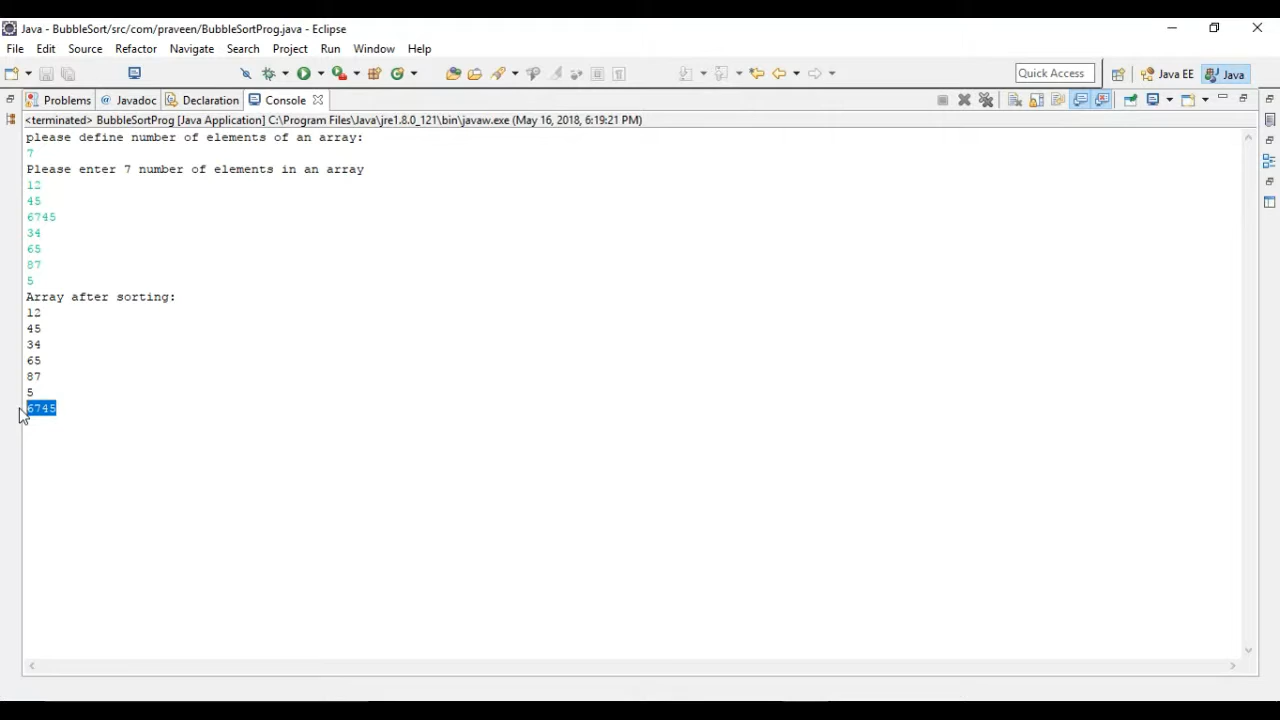 Java - BubbleSort/src/com/praveen/BubbleSortProg.java - Eclipse
File Edit Source Refactor Navigate Search Project Run Window Help
Quick Access Java EE Java
Problems @ Javadoc Declaration Console
<terminated> BubbleSortProg [Java Application] C:\Program Files\Java\jre1.8.0_121\bin\javaw.exe (May 16, 2018, 6:19:21 PM)
please define number of elements of an array:
7
Please enter 7 number of elements in an array
12
45
6745
34
65
87
5
Array after sorting:
12
45
34
65
87
5
6745